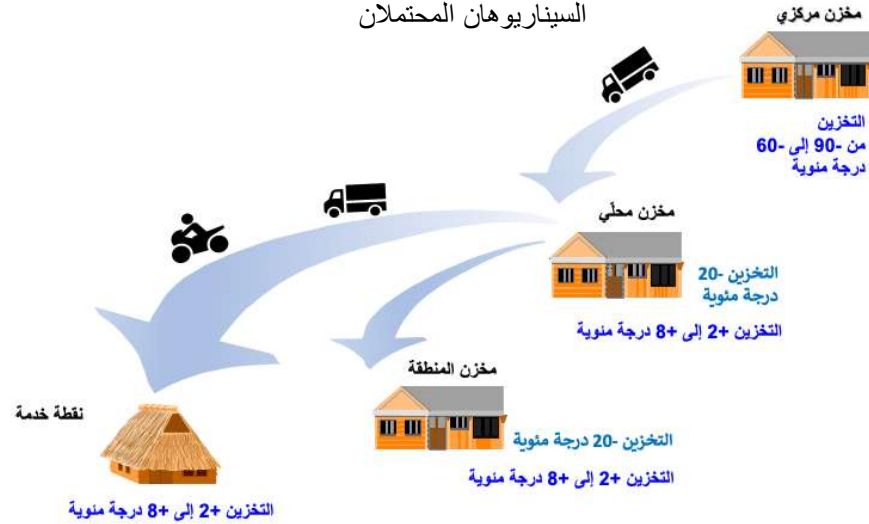 السيناريوهان المحتملان
مخزن مركزي
التخزين
من -90 إلى -60
درجة مئوية
مخزن محلّي
التخزين -20
درجة مئوية
التخزين +2 إلى +8 درجة مئوية
مخزن المنطقة
التخزين -20 درجة مئوية
التخزين +2 إلى +8 درجة مئوية
نقطة خدمة
التخزين +2 إلى +8 درجة مئوية